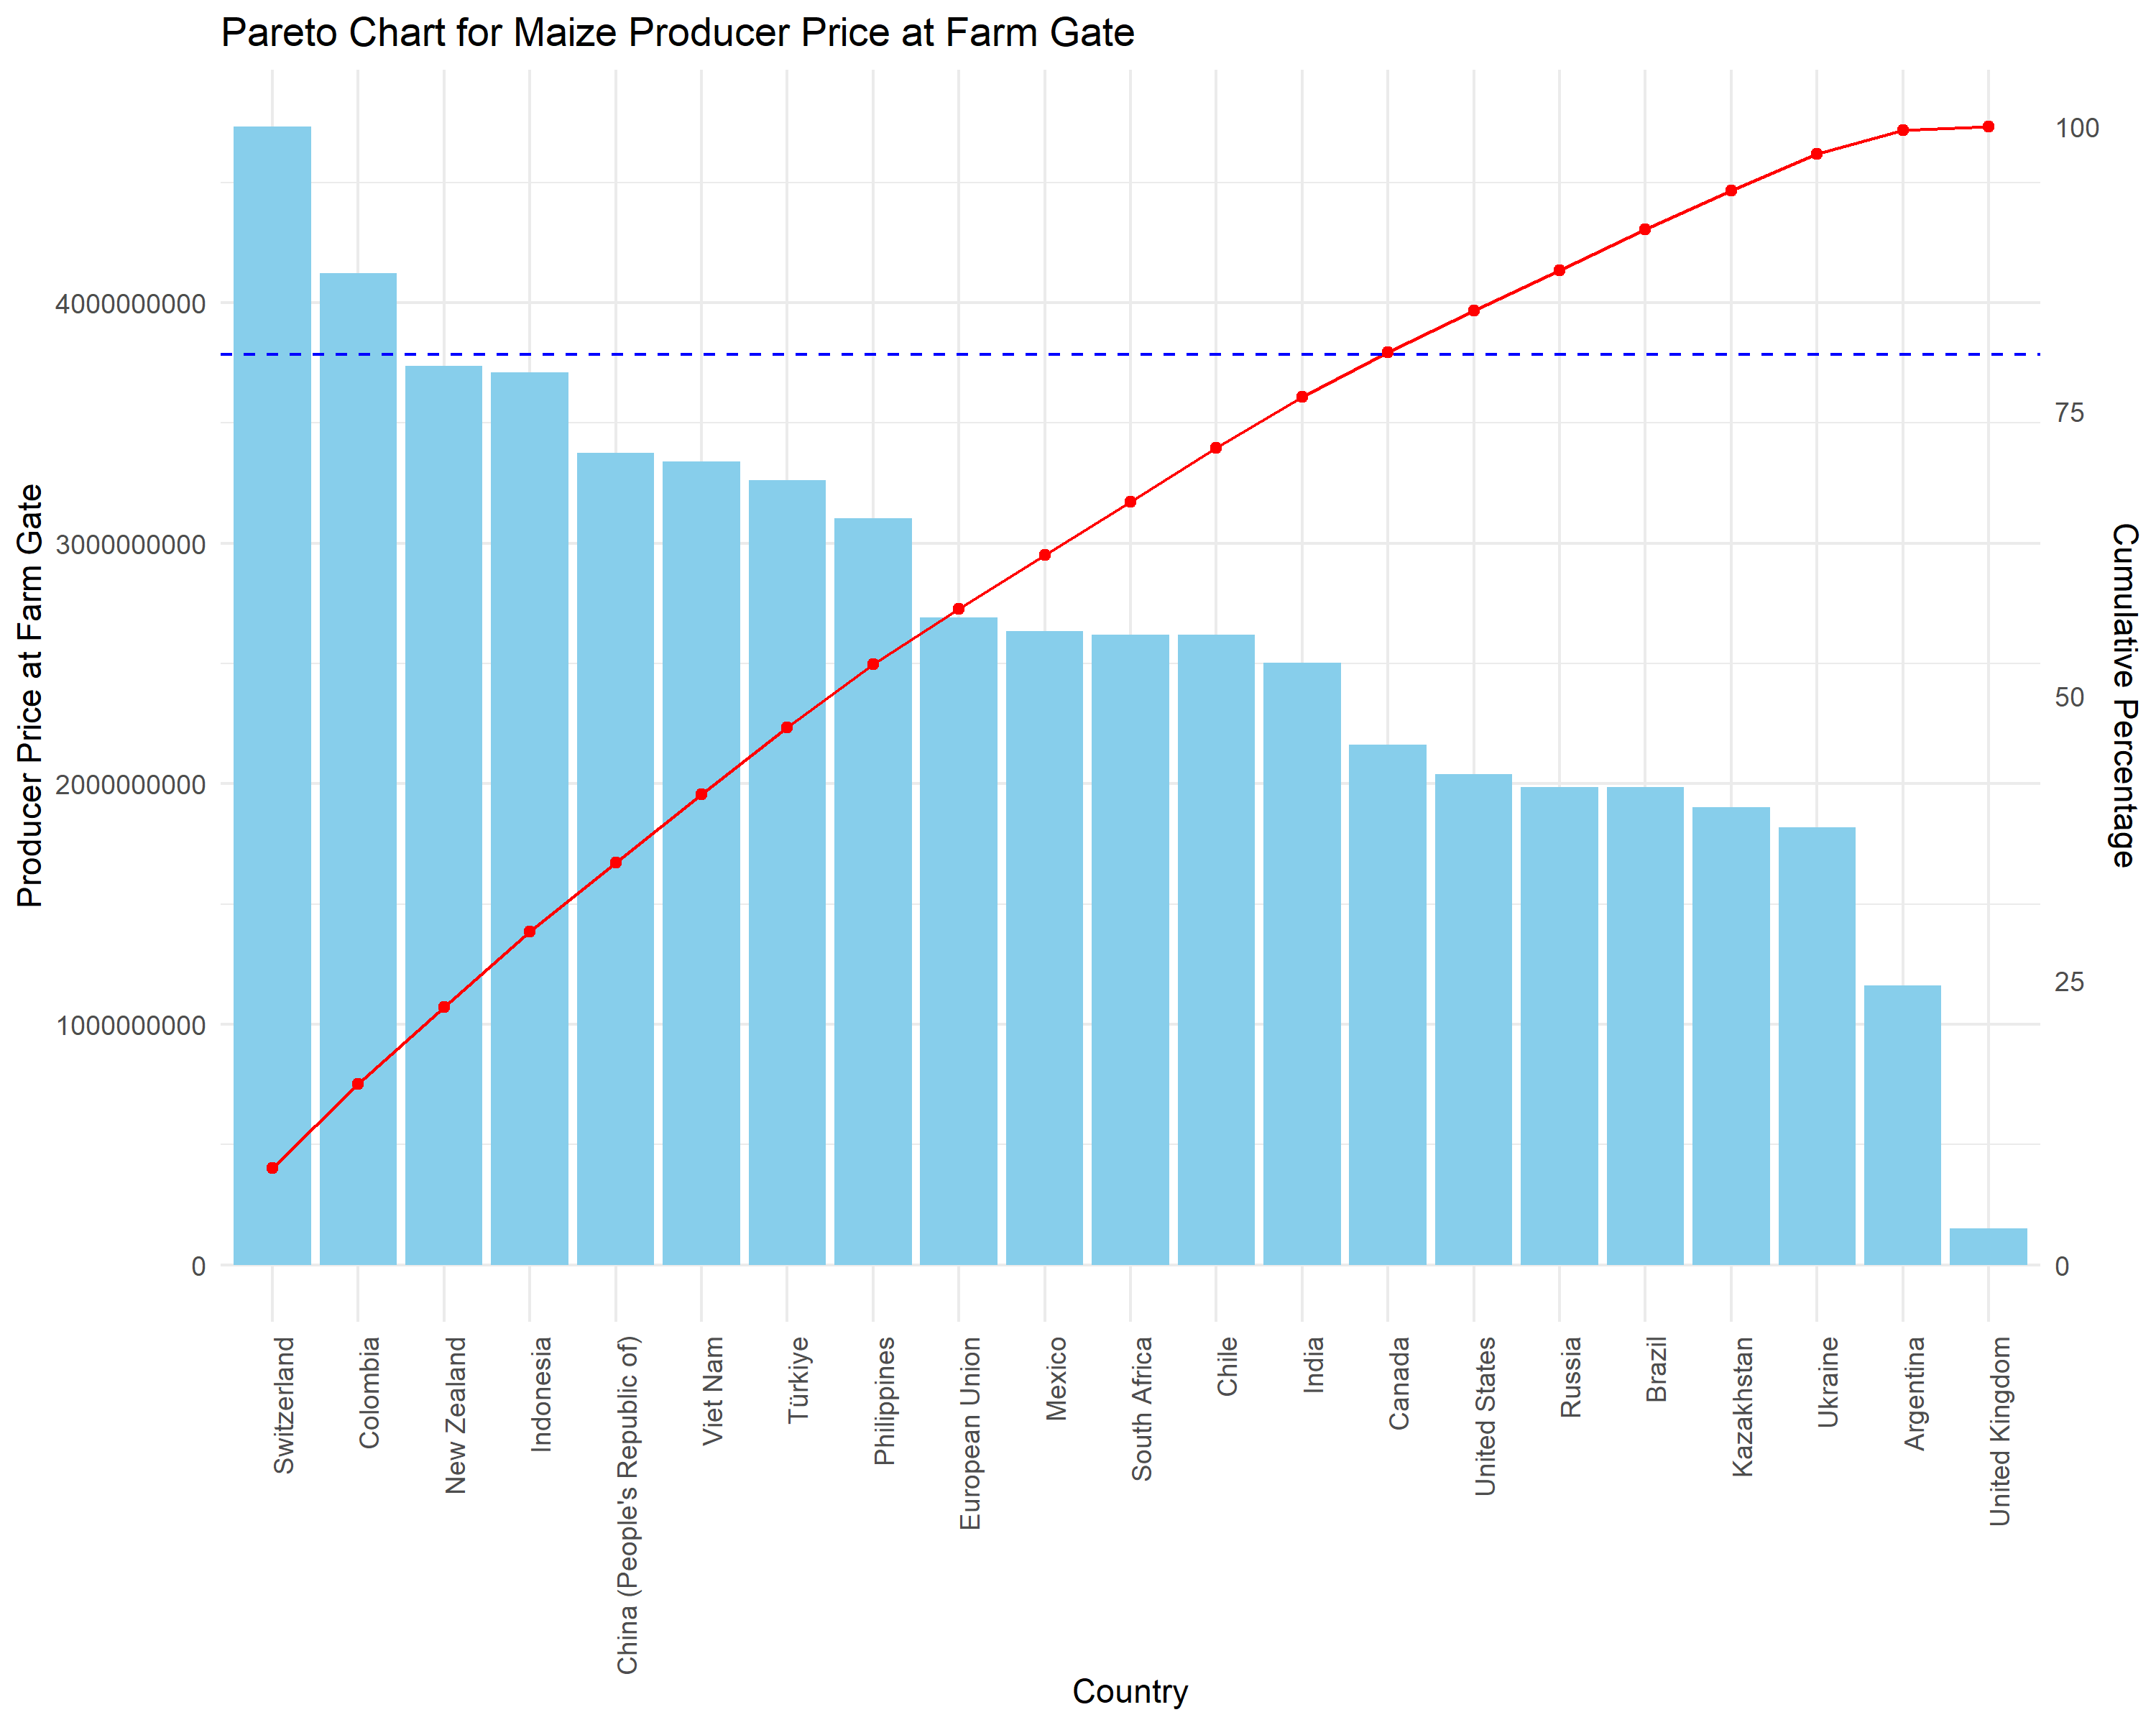 Pareto Chart for Maize Producer Price at Farm Gate
Producer Price at Farm Gate
4000000000
3000000000
2000000000
1000000000
0
100
75
50
25
0
Cumulative Percentage
Switzerland
Colombia
New Zealand
Indonesia
China (People's Republic of)
Viet Nam
Türkiye
Philippines
European Union
Mexico
South Africa
Chile
India
Canada
United States
Russia
Brazil
Kazakhstan
Ukraine
Argentina
United Kingdom
Country